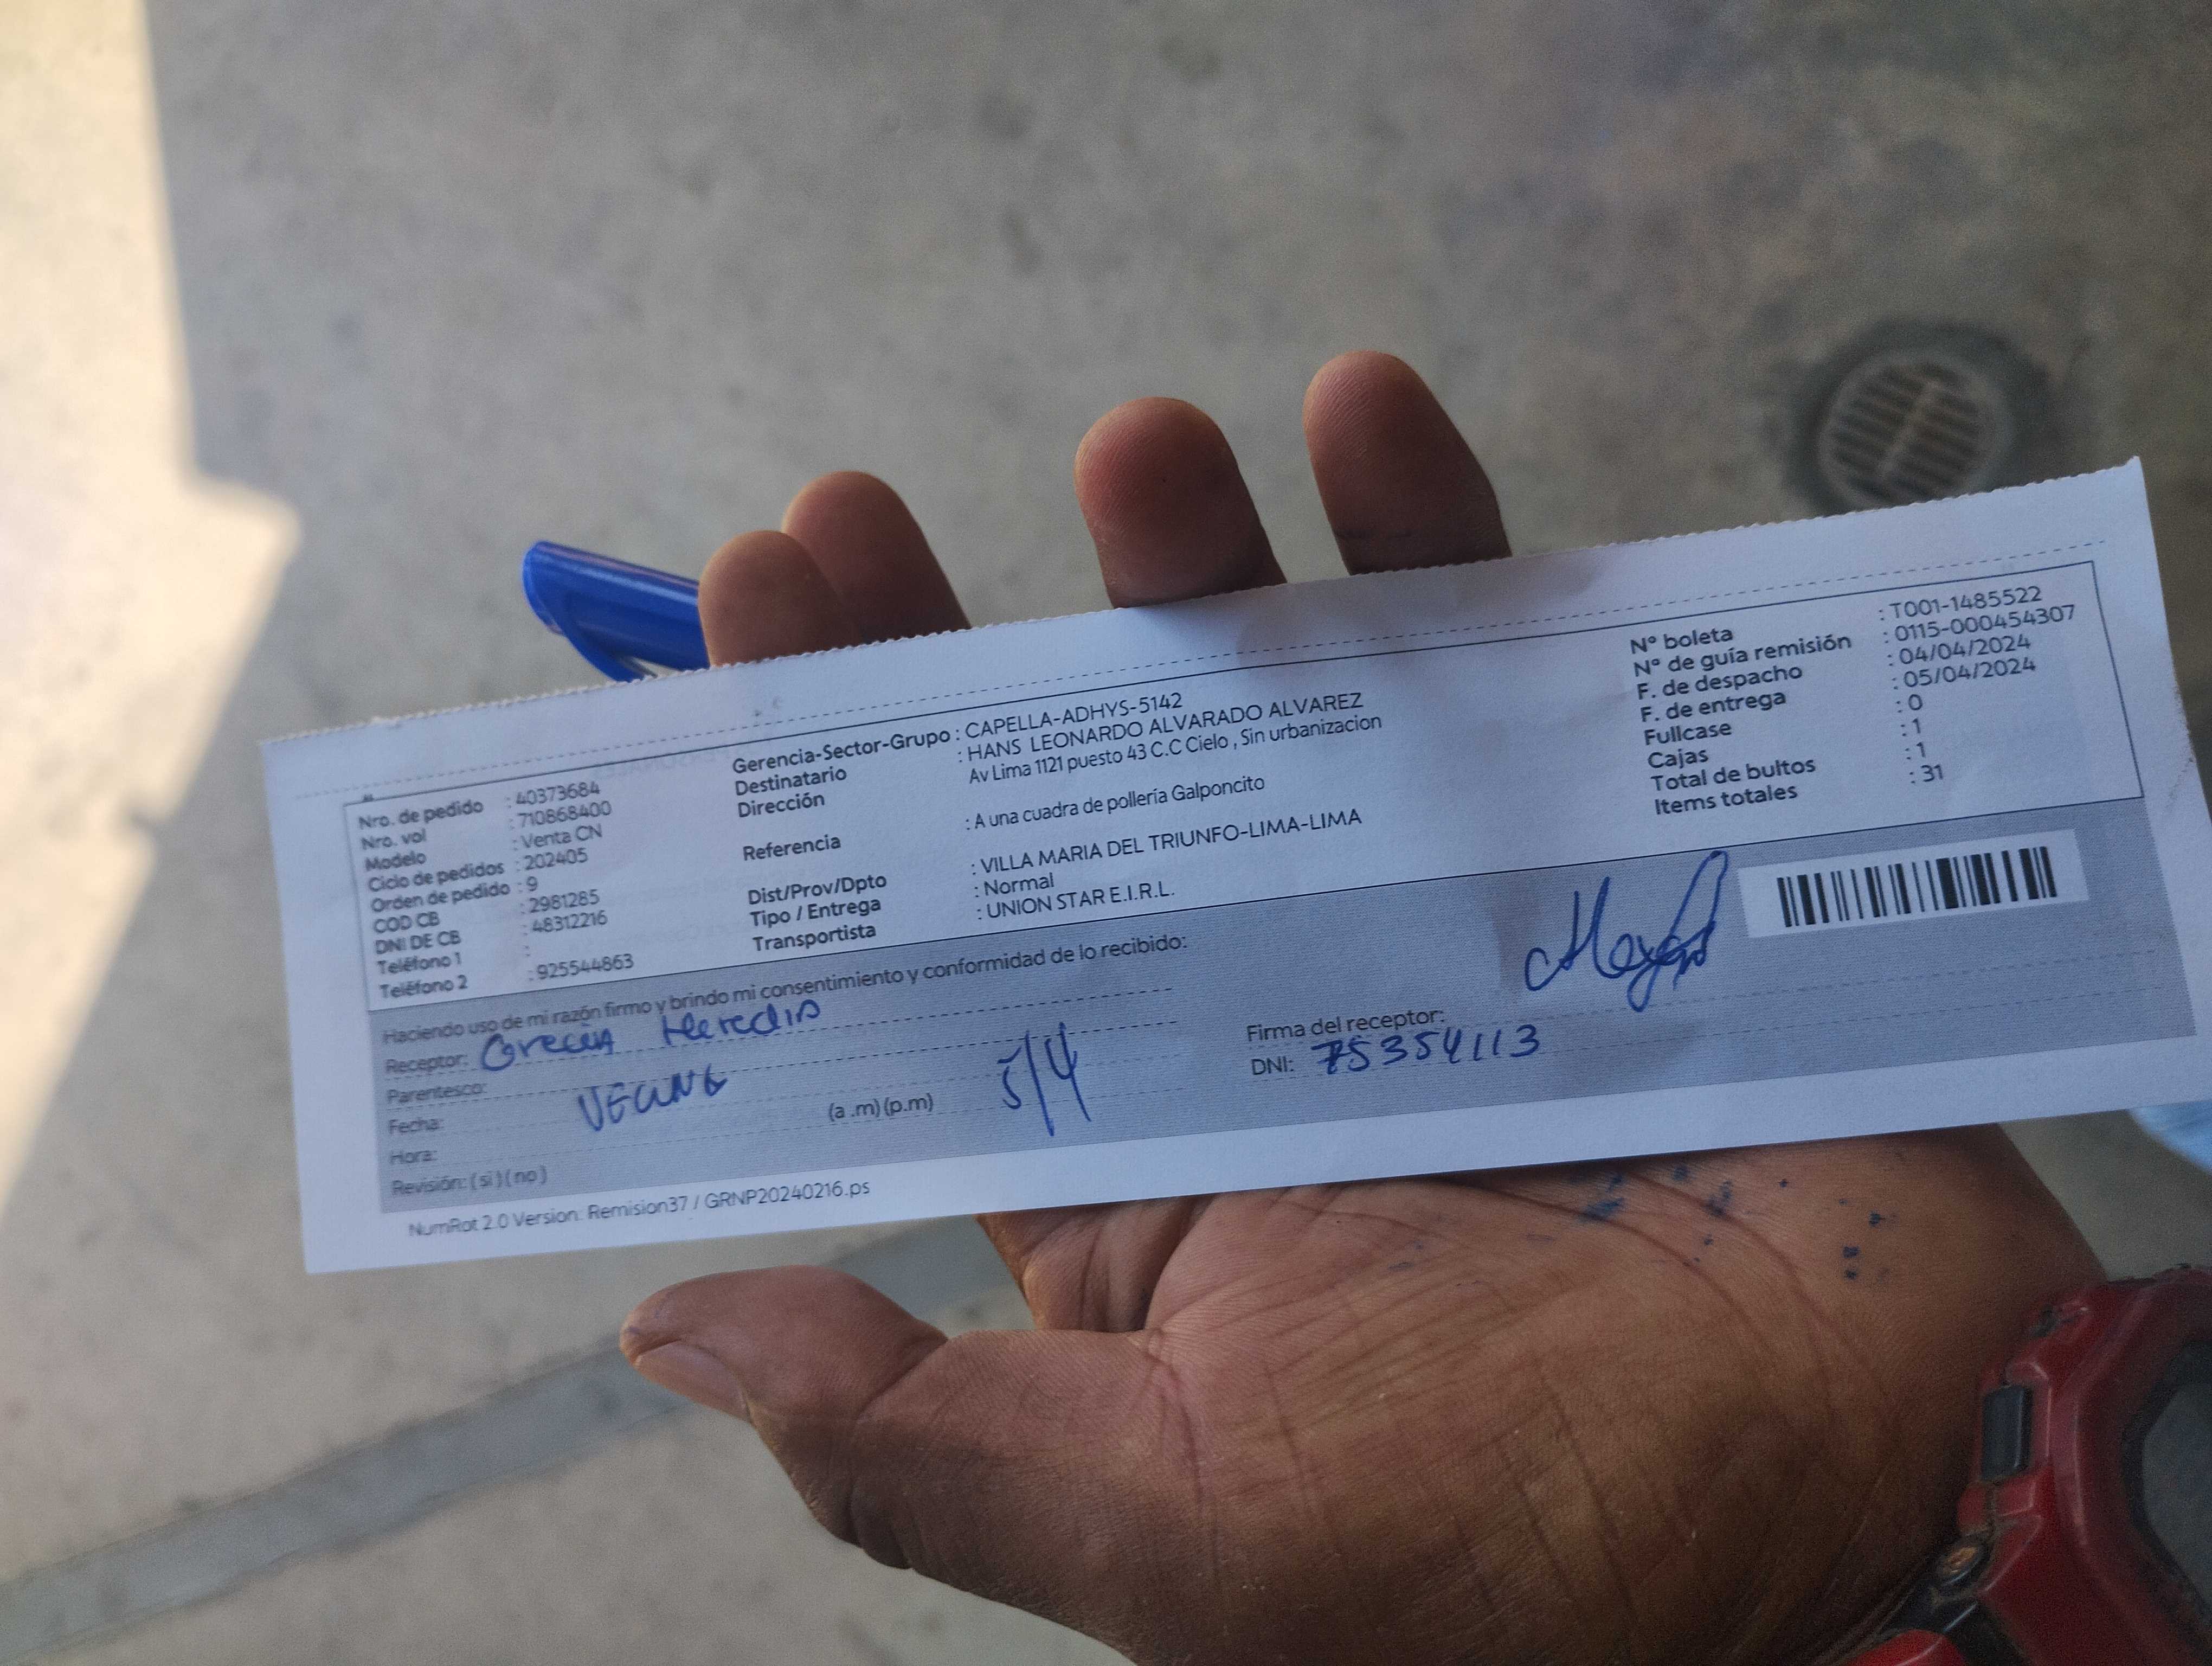 Nro. de pedido : 40373684
Nro. vol : 710868400
Modelo : Venta CN
Ciclo de pedidos : 202405
Orden de pedido : 9
COD CB : 2981285
DNI DE CB : 48312216
Teléfono 1 :
Teléfono 2 : 925544863
Gerencia-Sector-Grupo : CAPELLA-ADHYS-5142
Destinatario : HANS LEONARDO ALVARADO ALVAREZ
Dirección Av Lima 1121 puesto 43 C.C Cielo , Sin urbanizacion
Referencia : A una cuadra de pollería Galponcito
Dist/Prov/Dpto : VILLA MARIA DEL TRIUNFO-LIMA-LIMA
Tipo / Entrega : Normal
Transportista : UNION STAR E.I.R.L.
Nº boleta : T001-1485522
Nº de guía remisión : 0115-000454307
F. de despacho : 04/04/2024
F. de entrega : 05/04/2024
Fullcase : 0
Cajas : 1
Total de bultos : 1
Items totales : 31
Haciendo uso de mi razón firmo y brindo mi consentimiento y conformidad de lo recibido:
Receptor: Grecia Heredia
Parentesco: VECINA
Fecha: 5/4
Hora: (a .m) (p.m)
Revisión: ( si ) ( no )
Firma del receptor:
DNI: 75354113
NumRot 2.0 Version: Remision37 / GRNP20240216.ps